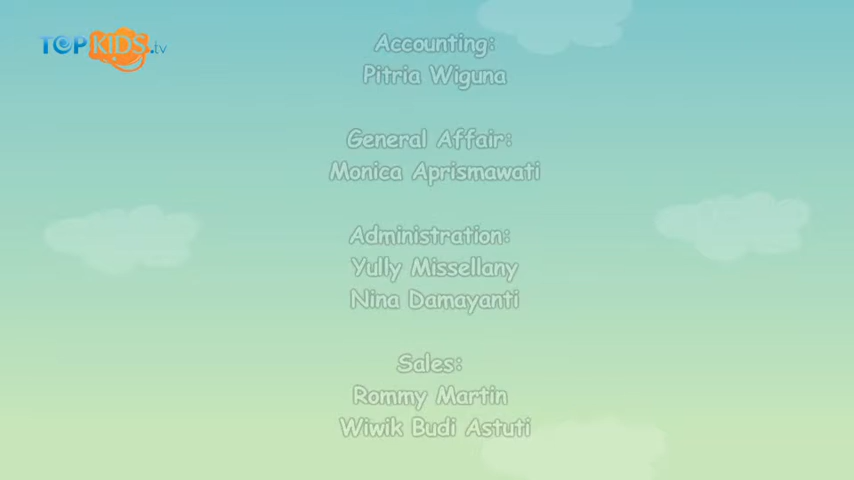 TOPKIDS.tv
Accounting:
Pitria Wiguna
General Affair:
Monica Aprismawati
Administration:
Yully Missellany
Nina Damayanti
Sales:
Rommy Martin
Wiwik Budi Astuti